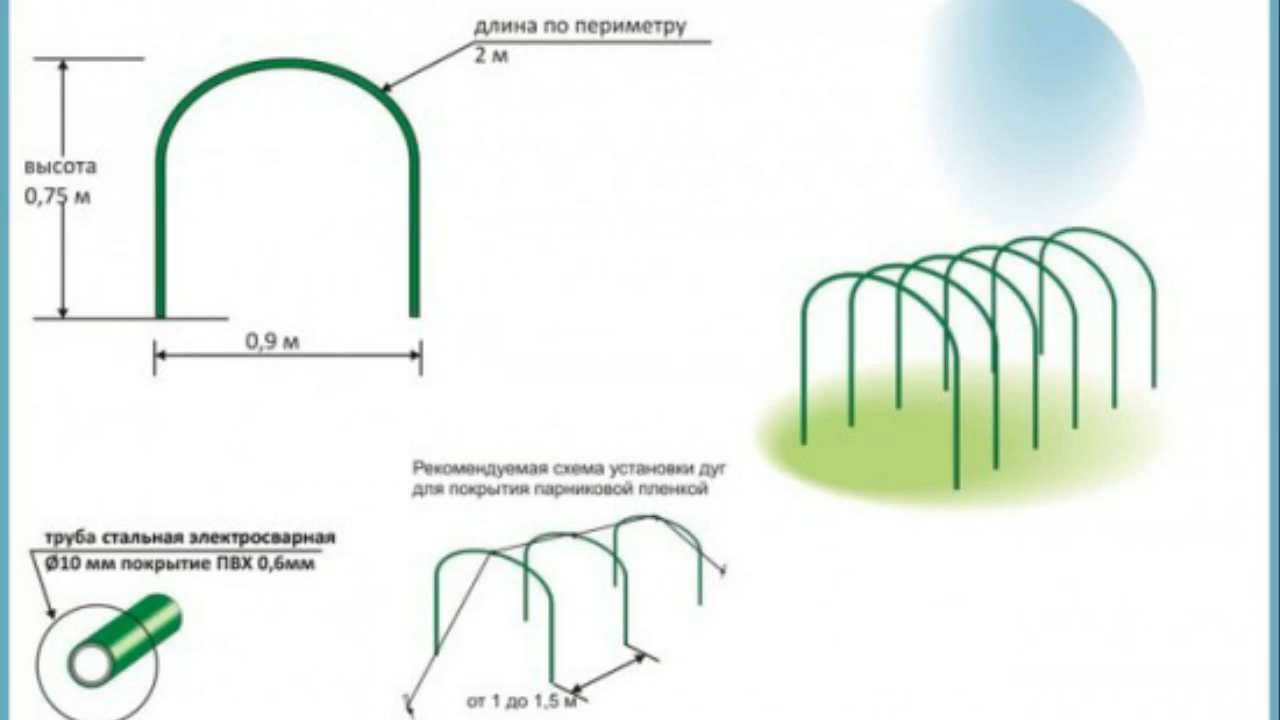 длина по периметру
2 м
высота
0,75 м
0,9 м
Рекомендуемая схема установки дуг
для покрытия парниковой пленкой
труба стальная электросварная
Ø10 мм покрытие ПВХ 0,6мм
от 1 до 1,5 м